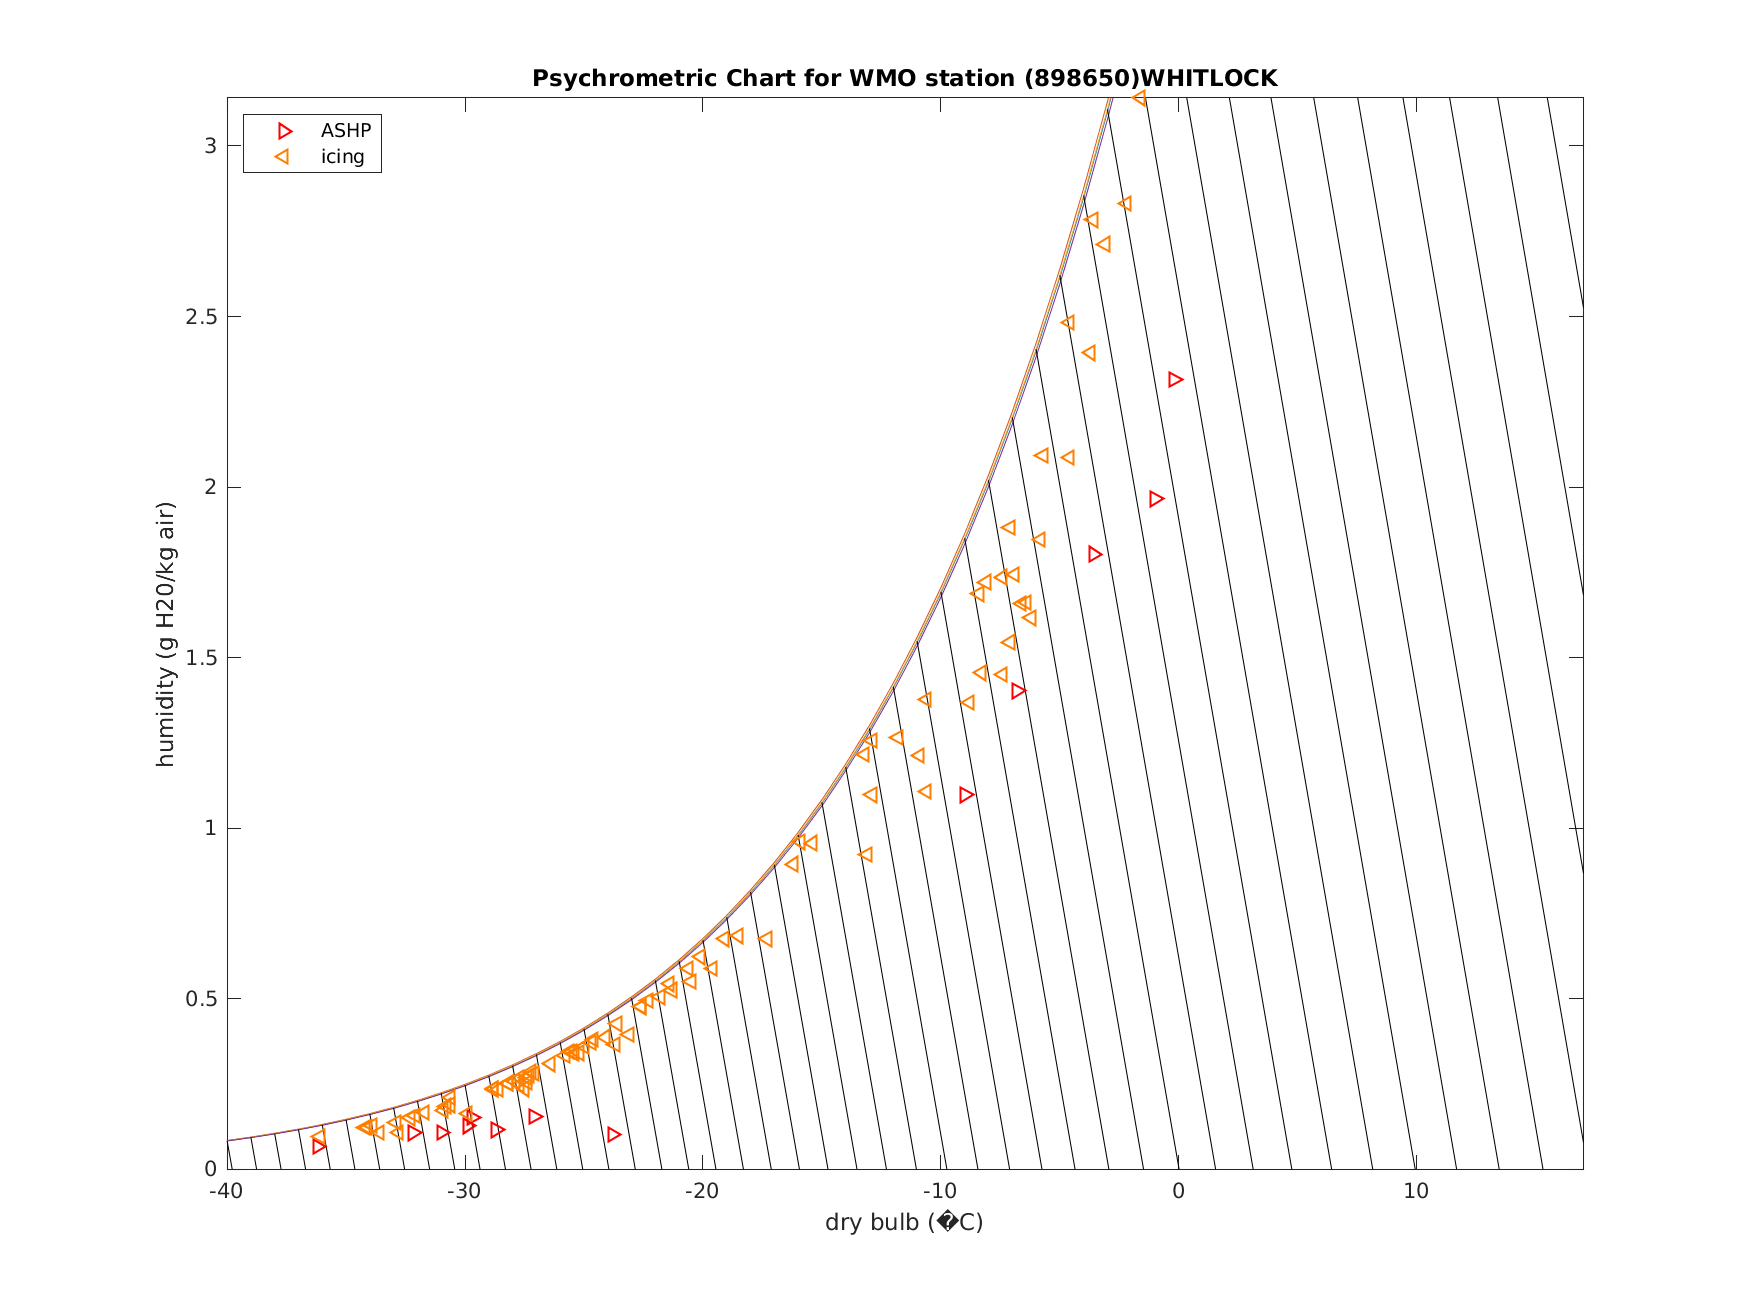 Psychrometric Chart for WMO station (898650)WHITLOCK
ASHP
icing
3
2.5
2
1.5
1
0.5
0
humidity (g H20/kg air)
-40 -30 -20 -10 0 10
dry bulb (�C)